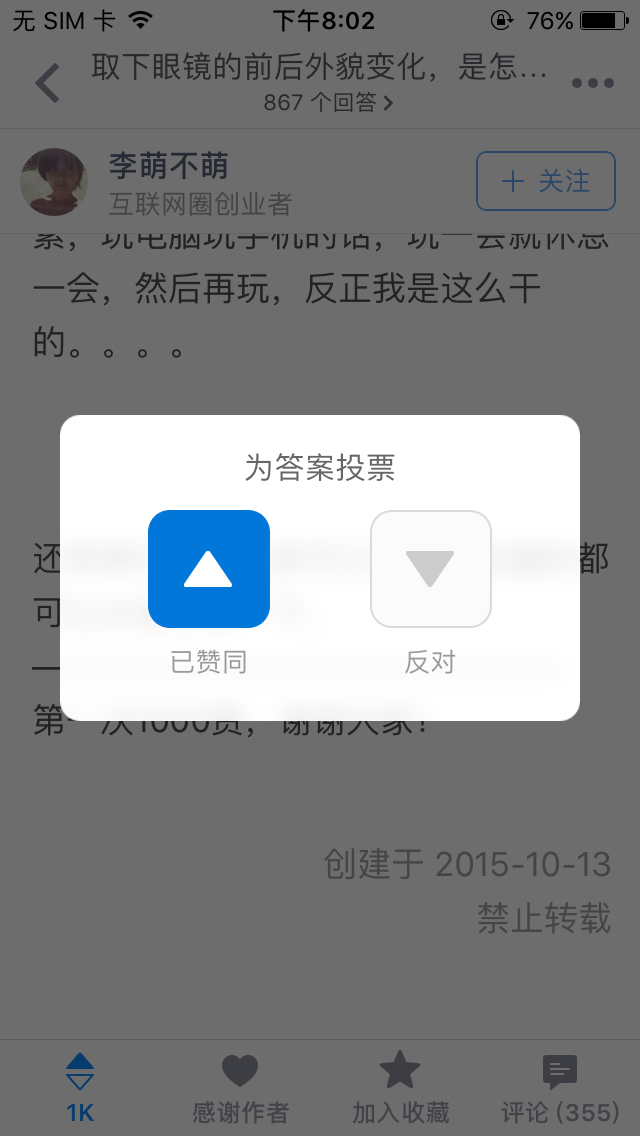 无 SIM 卡 下午8:02 76%
取下眼镜的前后外貌变化，是怎…
867 个回答
李萌不萌
互联网圈创业者
+ 关注
累，玩电脑玩手机的话，玩一会就休息
一会，然后再玩，反正我是这么干
的。。。。
为答案投票
还
都
可
已赞同
反对
第一次1000赞，谢谢大家！
创建于 2015-10-13
禁止转载
1K
感谢作者
加入收藏
评论 (355)